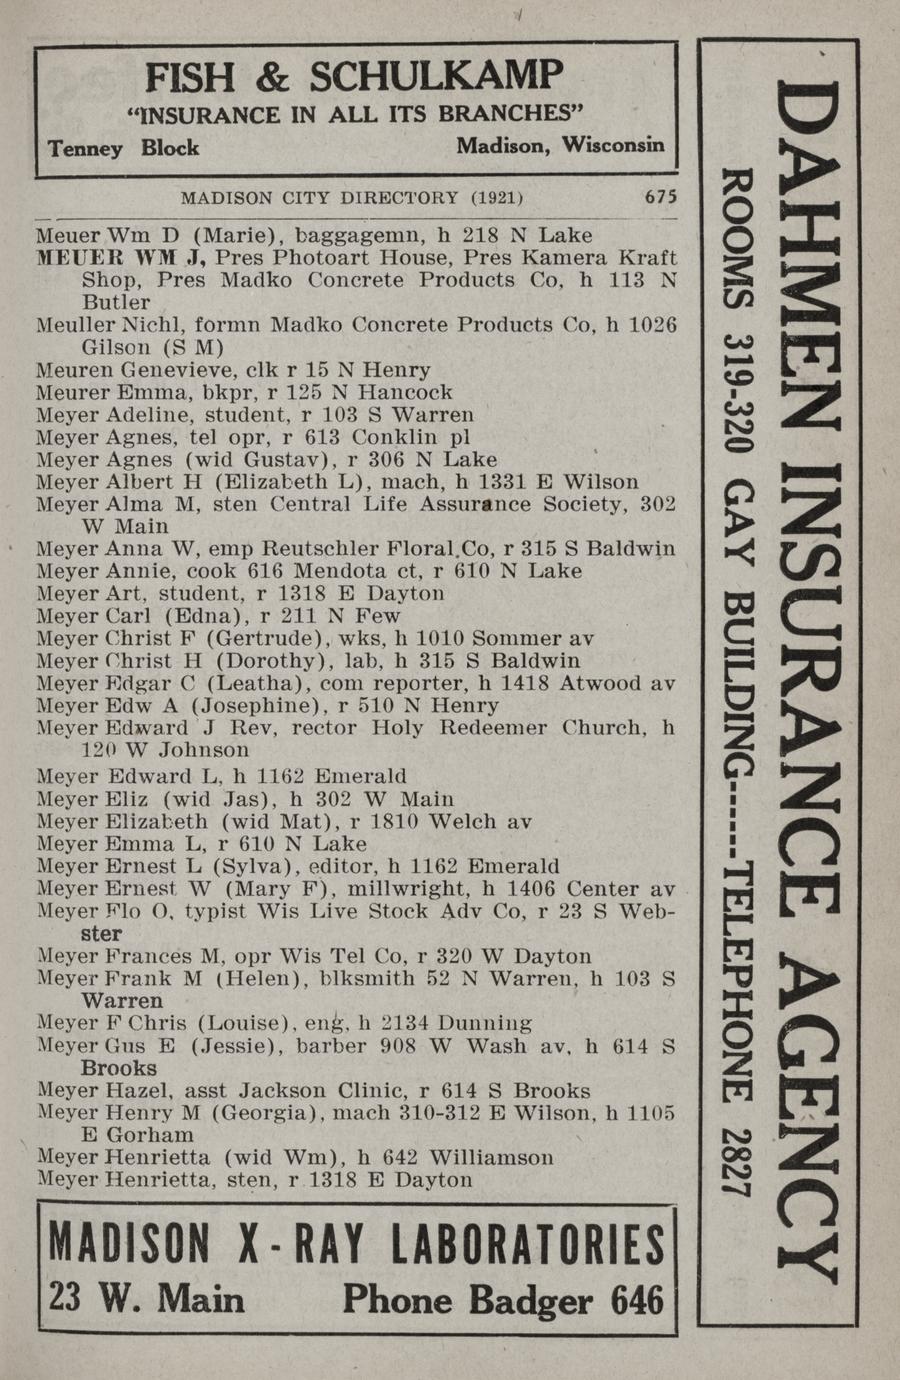 FISH & SCHULKAMP
“INSURANCE IN ALL ITS BRANCHES”
Tenney Block Madison, Wisconsin
MADISON CITY DIRECTORY (1921) 675
Meuer Wm D (Marie), baggagemn, h 218 N Lake
MEUER WM J, Pres Photoart House, Pres Kamera Kraft
Shop, Pres Madko Concrete Products Co, h 113 N
Butler
Meuller Nichl, formn Madko Concrete Products Co, h 1026
Gilson (S M)
Meuren Genevieve, clk r 15 N Henry
Meurer Emma, bkpr, r 125 N Hancock
Meyer Adeline, student, r 103 S Warren
Meyer Agnes, tel opr, r 613 Conklin pl
Meyer Agnes (wid Gustav), r 306 N Lake
Meyer Albert H (Elizabeth L), mach, h 1331 E Wilson
Meyer Alma M, sten Central Life Assurance Society, 302
W Main
Meyer Anna W, emp Reutschler Floral Co, r 315 S Baldwin
Meyer Annie, cook 616 Mendota ct, r 610 N Lake
Meyer Art, student, r 1318 E Dayton
Meyer Carl (Edna), r 211 N Few
Meyer Christ F (Gertrude), wks, h 1010 Sommer av
Meyer Christ H (Dorothy), lab, h 315 S Baldwin
Meyer Edgar C (Leatha), com reporter, h 1418 Atwood av
Meyer Edw A (Josephine), r 510 N Henry
Meyer Edward J Rev, rector Holy Redeemer Church, h
120 W Johnson
Meyer Edward L, h 1162 Emerald
Meyer Eliz (wid Jas), h 302 W Main
Meyer Elizabeth (wid Mat), r 1810 Welch av
Meyer Emma L, r 610 N Lake
Meyer Ernest L (Sylva), editor, h 1162 Emerald
Meyer Ernest W (Mary F), millwright, h 1406 Center av
Meyer Flo O, typist Wis Live Stock Adv Co, r 23 S Web-
ster
Meyer Frances M, opr Wis Tel Co, r 320 W Dayton
Meyer Frank M (Helen), blksmith 52 N Warren, h 103 S
Warren
Meyer F Chris (Louise), eng, h 2134 Dunning
Meyer Gus E (Jessie), barber 908 W Wash av, h 614 S
Brooks
Meyer Hazel, asst Jackson Clinic, r 614 S Brooks
Meyer Henry M (Georgia), mach 310-312 E Wilson, h 1105
E Gorham
Meyer Henrietta (wid Wm), h 642 Williamson
Meyer Henrietta, sten, r 1318 E Dayton
MADISON X-RAY LABORATORIES
23 W. Main Phone Badger 646
DAHMEN INSURANCE AGENCY
ROOMS 319-320 GAY BUILDING------TELEPHONE 2827